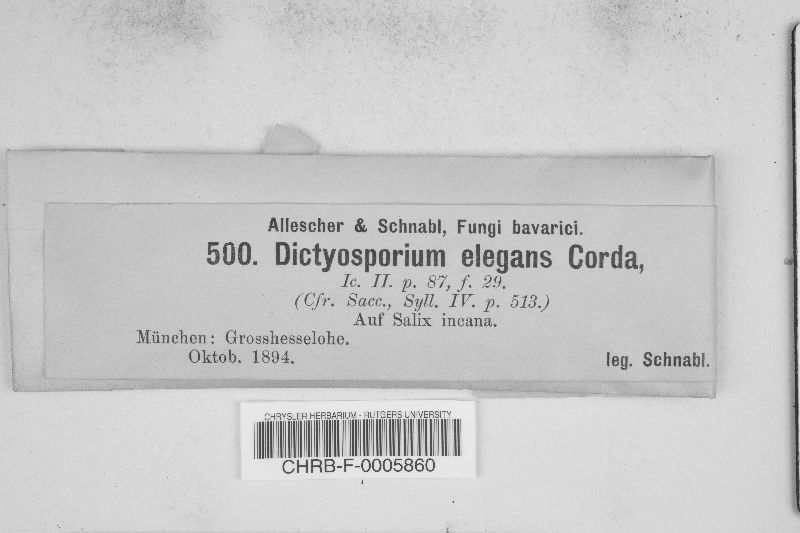 Allescher & Schnabl, Fungi bavarici.
500. Dictyosporium elegans Corda,
Ic. II. p. 87, f. 29.
(Cfr. Sacc., Syll. IV. p. 513.)
Auf Salix incana.
München: Grosshesselohe.
Oktob. 1894.
leg. Schnabl.
CHRYSLER HERBARIUM - RUTGERS UNIVERSITY
CHRB-F-0005860